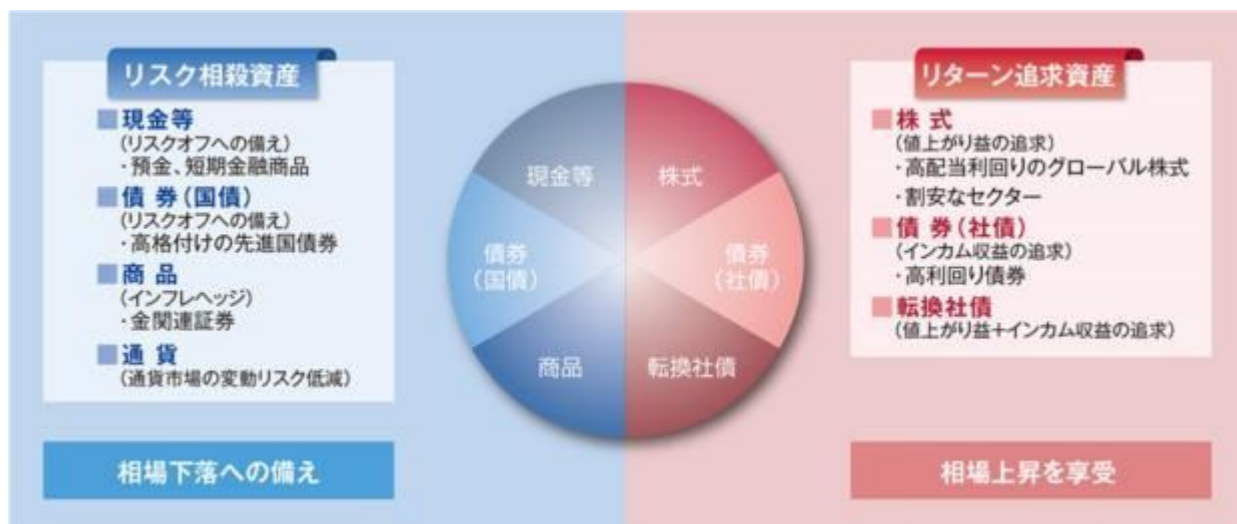 リスク相殺資産
■現金等
(リスクオフへの備え)
・預金、短期金融商品
■債 券(国債)
(リスクオフへの備え)
・高格付けの先進国債券
■商 品
(インフレヘッジ)
・金関連証券
■通 貨
(通貨市場の変動リスク低減)
相場下落への備え
現金等
株式
債券
(国債)
債券
(社債)
商品
転換社債
リターン追求資産
■株 式
(値上がり益の追求)
・高配当利回りのグローバル株式
・割安なセクター
■債 券(社債)
(インカム収益の追求)
・高利回り債券
■転換社債
(値上がり益+インカム収益の追求)
相場上昇を享受